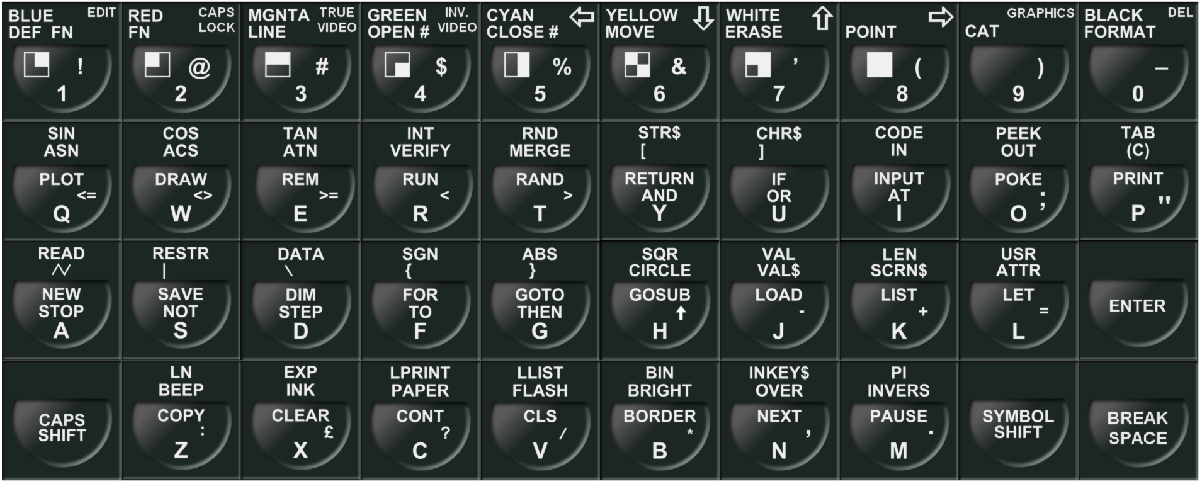 BLUE EDIT
DEF FN
!
1
RED CAPS
FN LOCK
@
2
MGNTA TRUE
LINE VIDEO
#
3
GREEN INV.
OPEN # VIDEO
$
4
CYAN ⇦
CLOSE #
%
5
YELLOW ⇩
MOVE
&
6
WHITE ⇧
ERASE
'
7
⇨
POINT
(
8
GRAPHICS
CAT
)
9
BLACK DEL
FORMAT
_
0
SIN
ASN
PLOT
<=
Q
COS
ACS
DRAW
<>
W
TAN
ATN
REM
>=
E
INT
VERIFY
RUN
<
R
RND
MERGE
RAND
>
T
STR$
[
RETURN
AND
Y
CHR$
]
IF
OR
U
CODE
IN
INPUT
AT
I
PEEK
OUT
POKE
O ;
TAB
(C)
PRINT
P "
READ
~
NEW
STOP
A
RESTR
|
SAVE
NOT
S
DATA
\
DIM
STEP
D
SGN
{
FOR
TO
F
ABS
}
GOTO
THEN
G
SQR
CIRCLE
GOSUB
↑
H
VAL
VAL$
LOAD
-
J
LEN
SCRN$
LIST
+
K
USR
ATTR
LET
=
L
ENTER
CAPS
SHIFT
LN
BEEP
COPY
:
Z
EXP
INK
CLEAR
£
X
LPRINT
PAPER
CONT
?
C
LLIST
FLASH
CLS
/
V
BIN
BRIGHT
BORDER
*
B
INKEY$
OVER
NEXT
,
N
PI
INVERS
PAUSE
.
M
SYMBOL
SHIFT
BREAK
SPACE